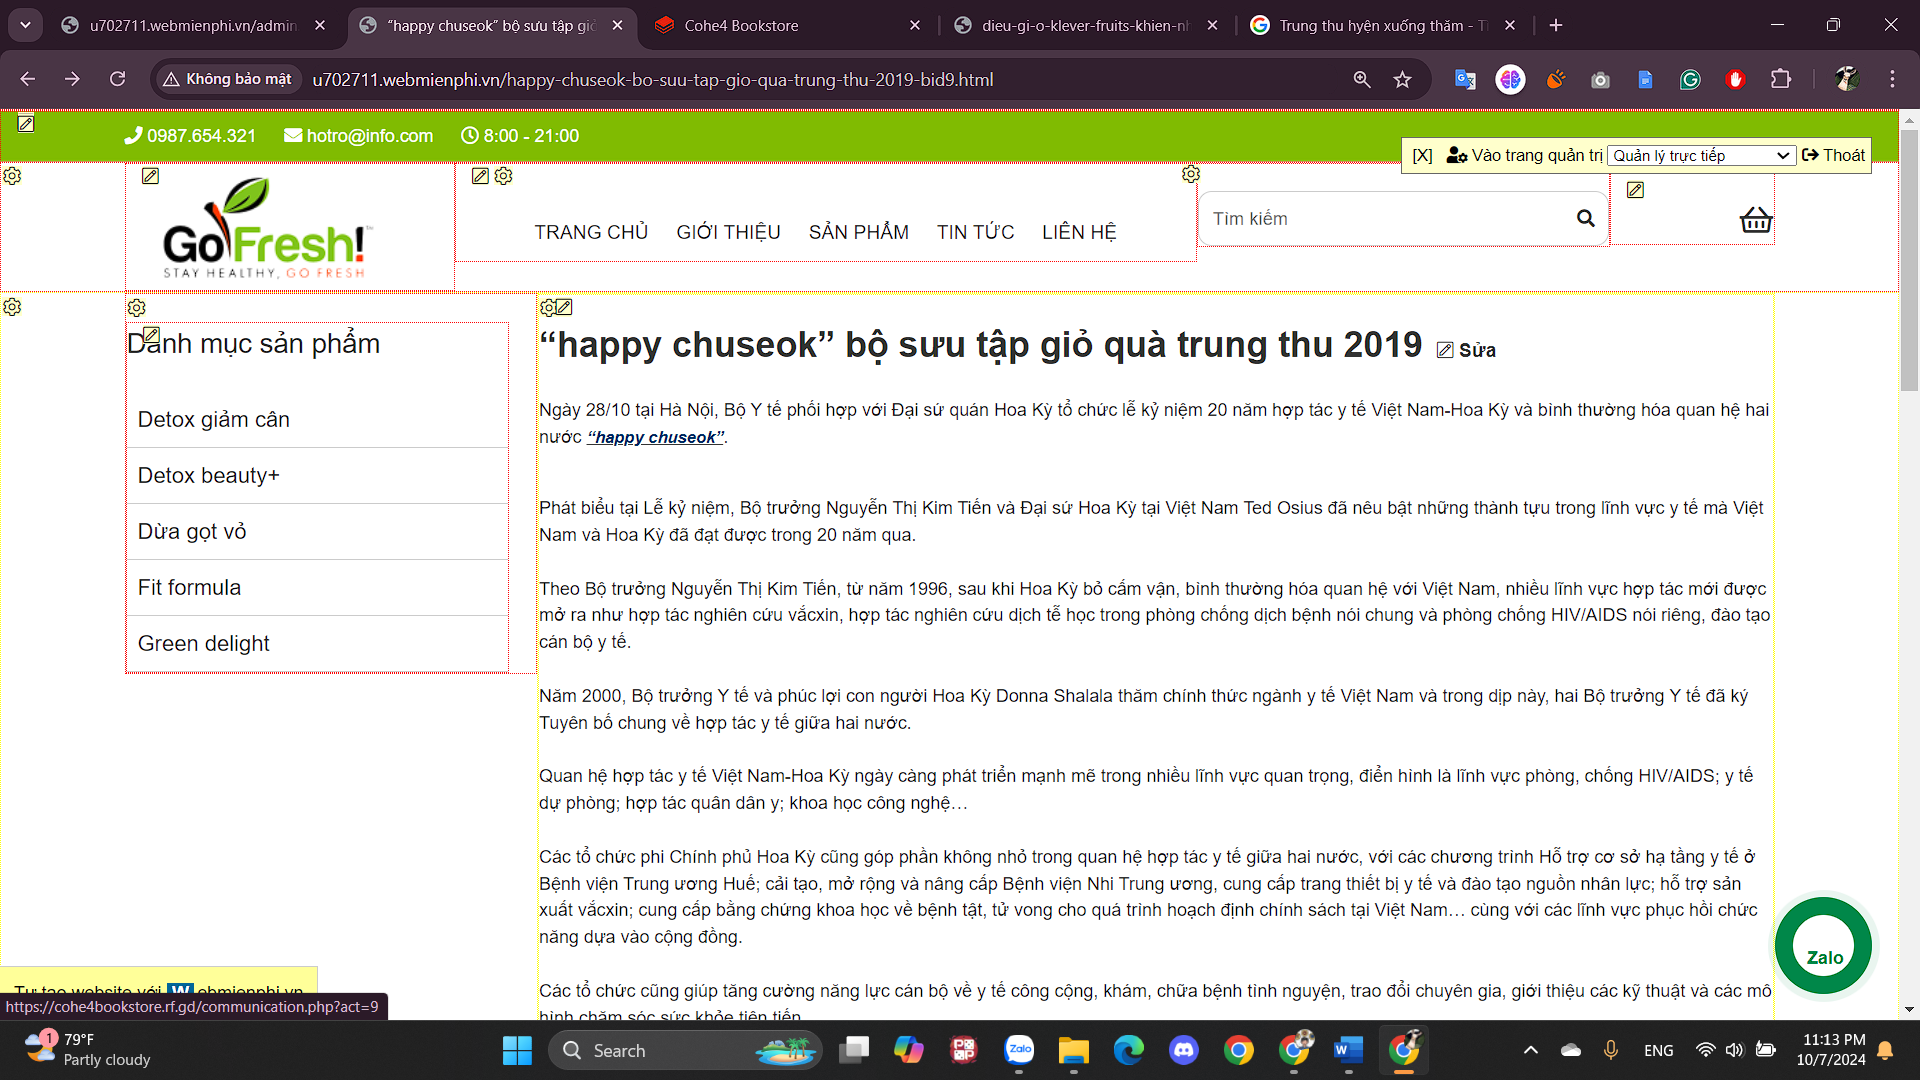 u702711.webmienphi.vn/admin
“happy chuseok” bộ sưu tập giỏ
Cohe4 Bookstore
dieu-gi-o-klever-fruits-khien-nh
Trung thu hyện xuống thăm - Ti
Không bảo mật
u702711.webmienphi.vn/happy-chuseok-bo-suu-tap-gio-qua-trung-thu-2019-bid9.html
0987.654.321
hotro@info.com
8:00 - 21:00
[X]
Vào trang quản trị
Quản lý trực tiếp
Thoát
Go Fresh!
STAY HEALTHY, GO FRESH
TRANG CHỦ
GIỚI THIỆU
SẢN PHẨM
TIN TỨC
LIÊN HỆ
Tìm kiếm
Danh mục sản phẩm
Detox giảm cân
Detox beauty+
Dừa gọt vỏ
Fit formula
Green delight
“happy chuseok” bộ sưu tập giỏ quà trung thu 2019
Sửa
Ngày 28/10 tại Hà Nội, Bộ Y tế phối hợp với Đại sứ quán Hoa Kỳ tổ chức lễ kỷ niệm 20 năm hợp tác y tế Việt Nam-Hoa Kỳ và bình thường hóa quan hệ hai
nước “happy chuseok”.
Phát biểu tại Lễ kỷ niệm, Bộ trưởng Nguyễn Thị Kim Tiến và Đại sứ Hoa Kỳ tại Việt Nam Ted Osius đã nêu bật những thành tựu trong lĩnh vực y tế mà Việt
Nam và Hoa Kỳ đã đạt được trong 20 năm qua.
Theo Bộ trưởng Nguyễn Thị Kim Tiến, từ năm 1996, sau khi Hoa Kỳ bỏ cấm vận, bình thường hóa quan hệ với Việt Nam, nhiều lĩnh vực hợp tác mới được
mở ra như hợp tác nghiên cứu vắcxin, hợp tác nghiên cứu dịch tễ học trong phòng chống dịch bệnh nói chung và phòng chống HIV/AIDS nói riêng, đào tạo
cán bộ y tế.
Năm 2000, Bộ trưởng Y tế và phúc lợi con người Hoa Kỳ Donna Shalala thăm chính thức ngành y tế Việt Nam và trong dịp này, hai Bộ trưởng Y tế đã ký
Tuyên bố chung về hợp tác y tế giữa hai nước.
Quan hệ hợp tác y tế Việt Nam-Hoa Kỳ ngày càng phát triển mạnh mẽ trong nhiều lĩnh vực quan trọng, điển hình là lĩnh vực phòng, chống HIV/AIDS; y tế
dự phòng; hợp tác quân dân y; khoa học công nghệ…
Các tổ chức phi Chính phủ Hoa Kỳ cũng góp phần không nhỏ trong quan hệ hợp tác y tế giữa hai nước, với các chương trình Hỗ trợ cơ sở hạ tầng y tế ở
Bệnh viện Trung ương Huế; cải tạo, mở rộng và nâng cấp Bệnh viện Nhi Trung ương, cung cấp trang thiết bị y tế và đào tạo nguồn nhân lực; hỗ trợ sản
xuất vắcxin; cung cấp bằng chứng khoa học về bệnh tật, tử vong cho quá trình hoạch định chính sách tại Việt Nam… cùng với các lĩnh vực phục hồi chức
năng dựa vào cộng đồng.
Các tổ chức cũng giúp tăng cường năng lực cán bộ về y tế công cộng, khám, chữa bệnh tình nguyện, trao đổi chuyên gia, giới thiệu các kỹ thuật và các mô
hình chăm sóc sức khỏe tiên tiến
Zalo
Tự tạo website với Webmienphi.vn
https://cohe4bookstore.rf.gd/communication.php?act=9
1
79°F
Partly cloudy
Search
Zalo
ENG
11:13 PM
10/7/2024